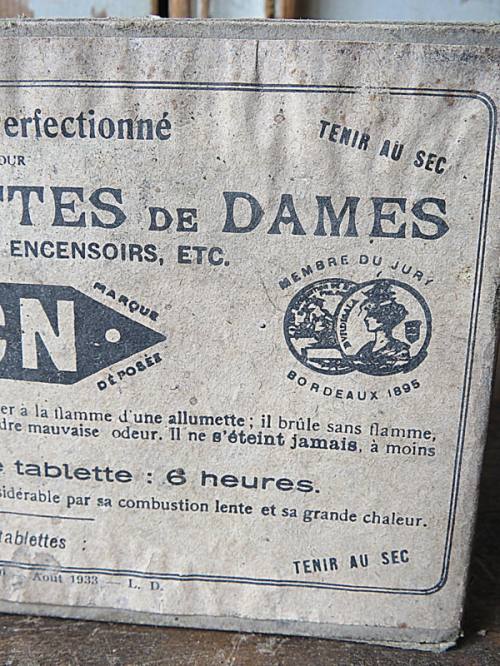 erfectionné
TENIR AU SEC
OUR
TTES DE DAMES
ENCENSOIRS, ETC.
MEMBRE DU JURY
BORDEAUX 1895
CN
MARQUE
DÉPOSÉE
er à la flamme d'une allumette; il brûle sans flamme,
dre mauvaise odeur. Il ne s'éteint jamais, à moins
e tablette : 6 heures.
sidérable par sa combustion lente et sa grande chaleur.
tablettes :
TENIR AU SEC
Août 1933 — L. D.